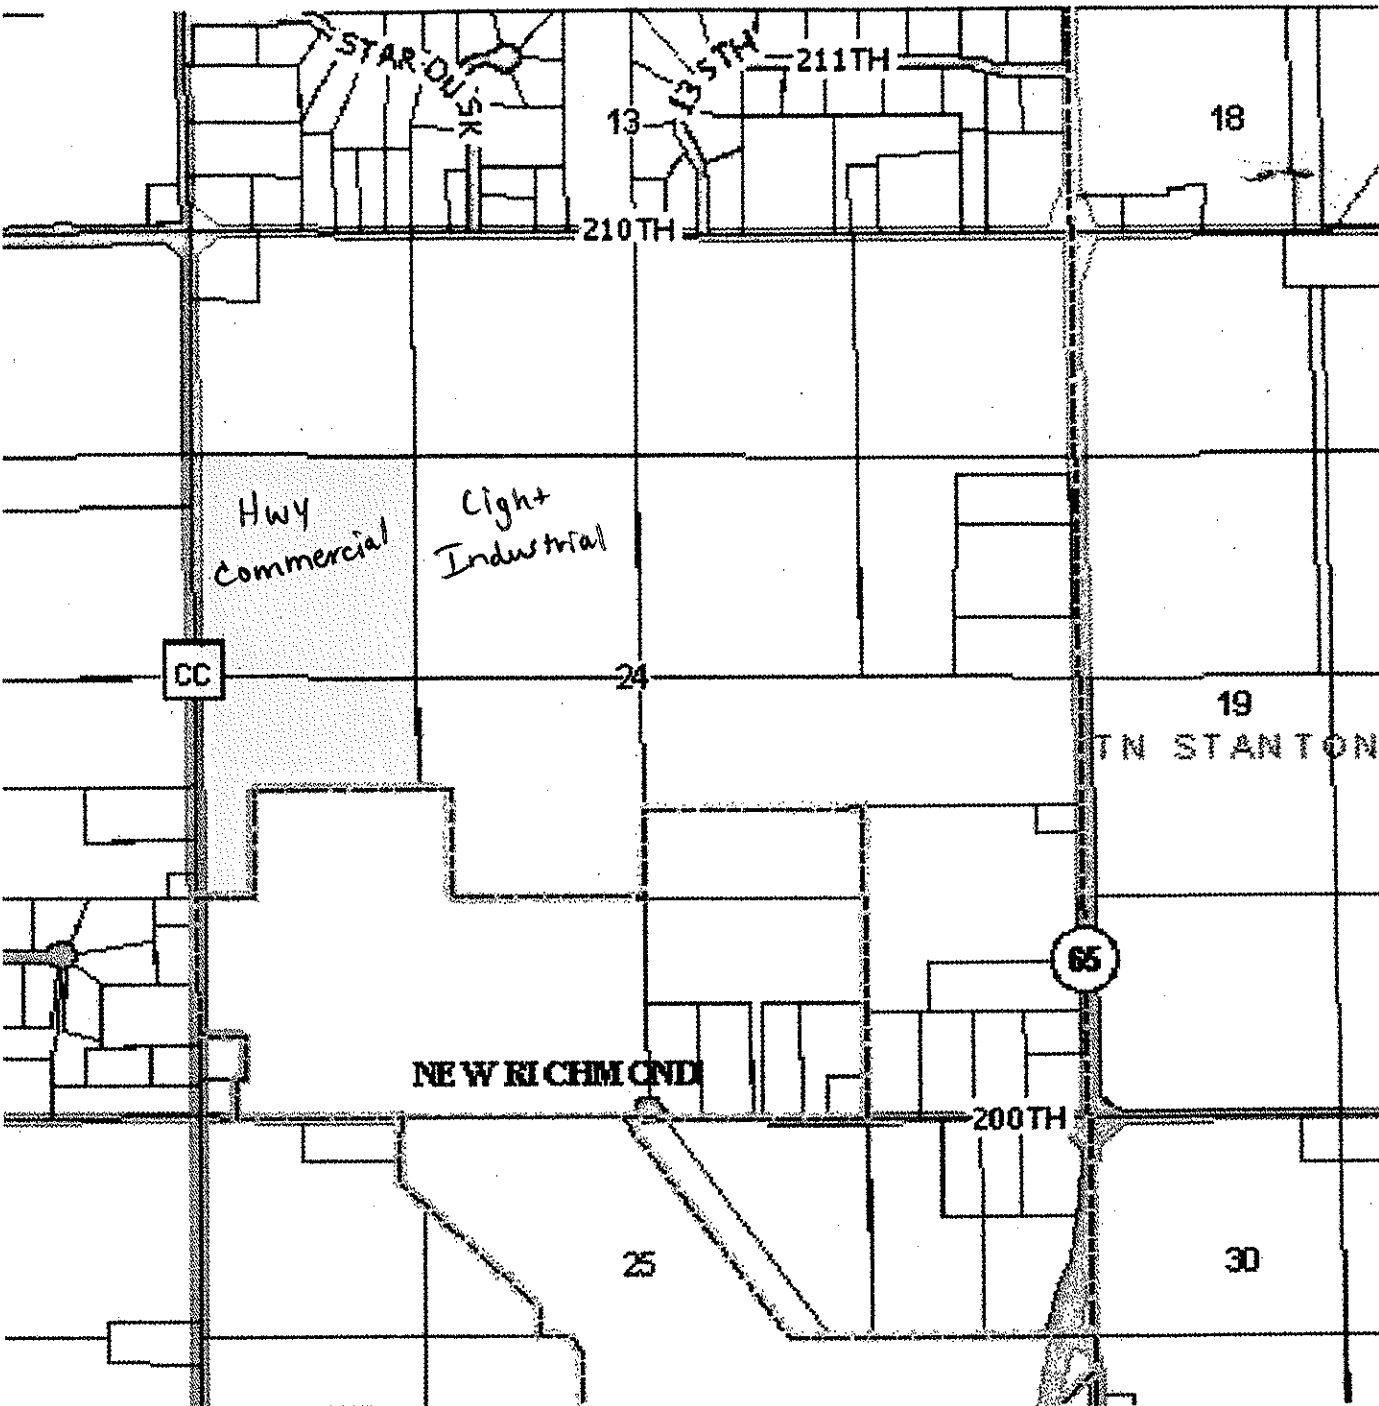 STAR DUSK
135TH
211TH
13
18
210TH
Hwy
Commercial
Light
Industrial
CC
24
19
TN STANTON
65
NEW RICHMOND
200TH
25
30